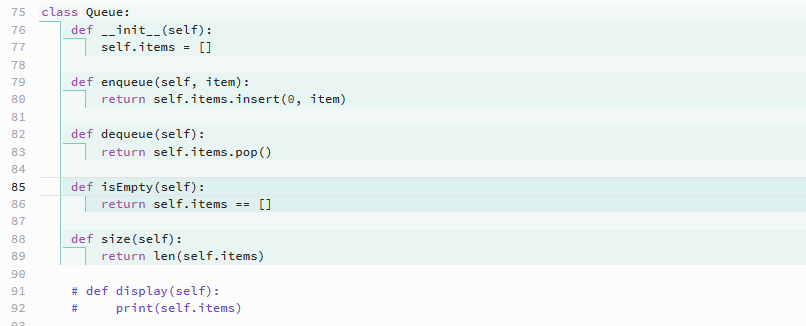 75 class Queue:
76     def __init__(self):
77         self.items = []
78
79     def enqueue(self, item):
80         return self.items.insert(0, item)
81
82     def dequeue(self):
83         return self.items.pop()
84
85     def isEmpty(self):
86         return self.items == []
87
88     def size(self):
89         return len(self.items)
90
91     # def display(self):
92     #     print(self.items)